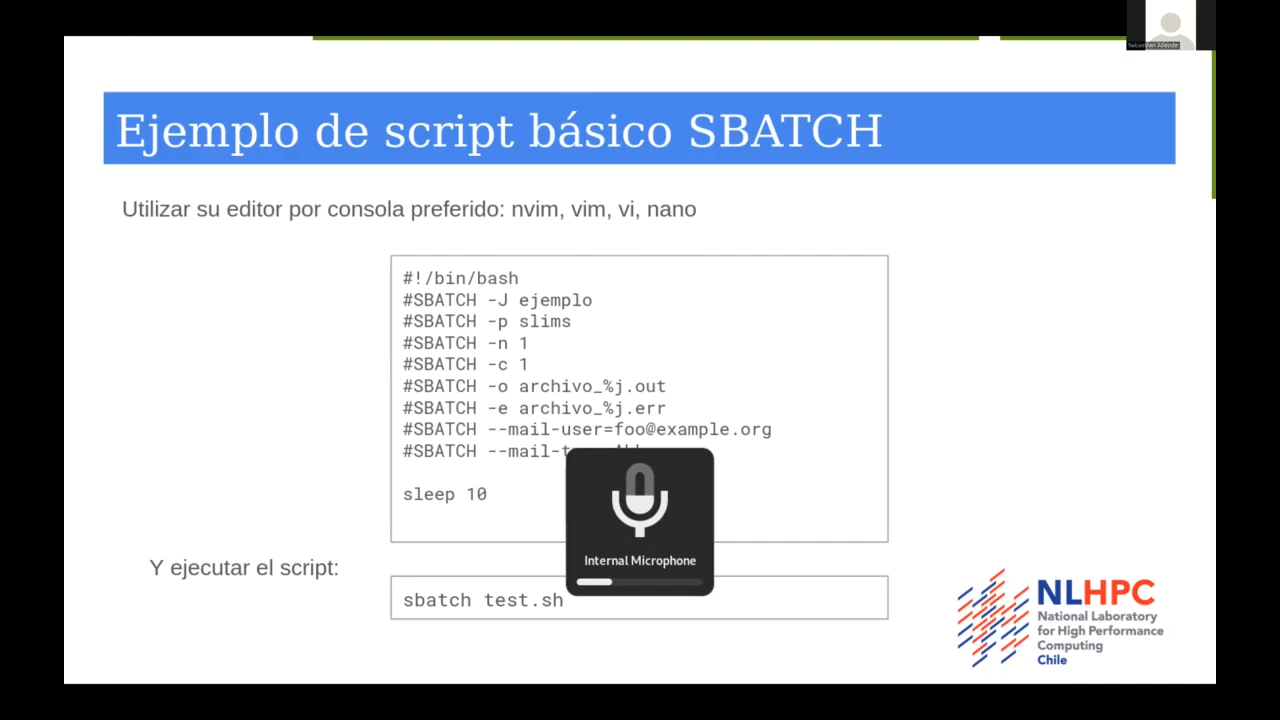 Sebastian Allende
Ejemplo de script básico SBATCH
Utilizar su editor por consola preferido: nvim, vim, vi, nano
#!/bin/bash
#SBATCH -J ejemplo
#SBATCH -p slims
#SBATCH -n 1
#SBATCH -c 1
#SBATCH -o archivo_%j.out
#SBATCH -e archivo_%j.err
#SBATCH --mail-user=foo@example.org
#SBATCH --mail-t
sleep 10
Internal Microphone
Y ejecutar el script:
sbatch test.sh
NLHPC
National Laboratory
for High Performance
Computing
Chile